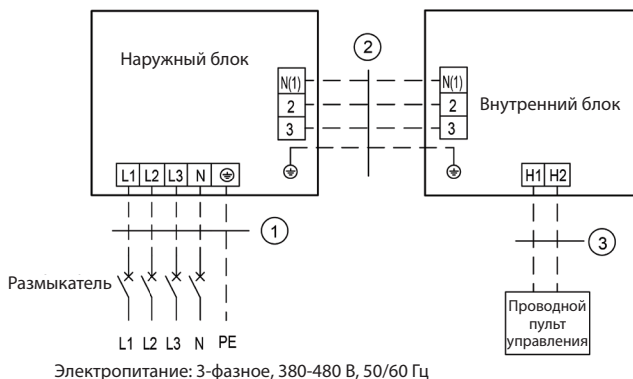 Наружный блок
2
N(1)
2
3
N(1)
2
3
Внутренний блок
L1 L2 L3 N
H1 H2
1
3
Размыкатель
L1 L2 L3 N PE
Проводной
пульт
управления
Электропитание: 3-фазное, 380-480 В, 50/60 Гц